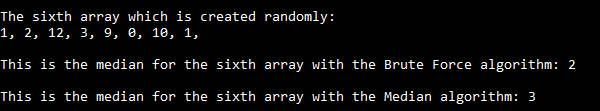 The sixth array which is created randomly:
1, 2, 12, 3, 9, 0, 10, 1,
This is the median for the sixth array with the Brute Force algorithm: 2
This is the median for the sixth array with the Median algorithm: 3